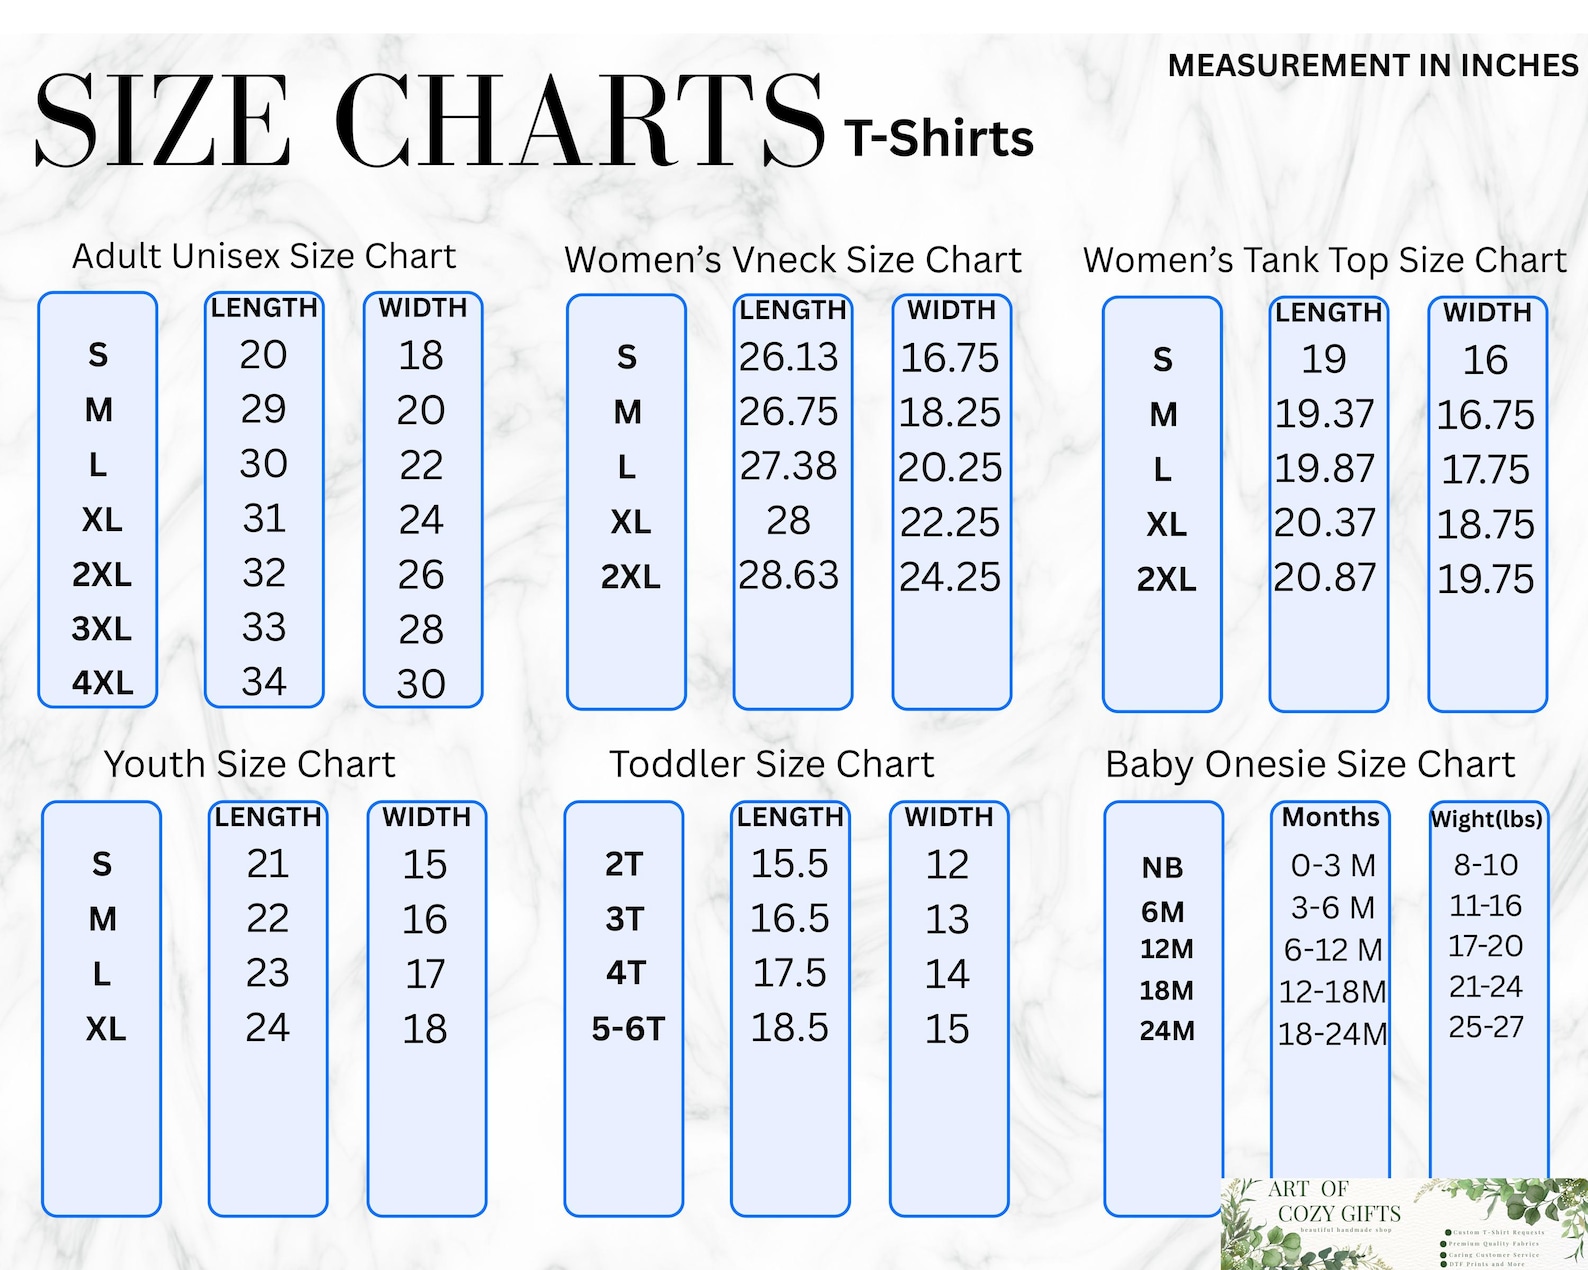 MEASUREMENT IN INCHES
SIZE CHARTS T-Shirts
Adult Unisex Size Chart
LENGTH WIDTH
S 20 18
M 29 20
L 30 22
XL 31 24
2XL 32 26
3XL 33 28
4XL 34 30
Women's Vneck Size Chart
LENGTH WIDTH
S 26.13 16.75
M 26.75 18.25
L 27.38 20.25
XL 28 22.25
2XL 28.63 24.25
Women's Tank Top Size Chart
LENGTH WIDTH
S 19 16
M 19.37 16.75
L 19.87 17.75
XL 20.37 18.75
2XL 20.87 19.75
Youth Size Chart
LENGTH WIDTH
S 21 15
M 22 16
L 23 17
XL 24 18
Toddler Size Chart
LENGTH WIDTH
2T 15.5 12
3T 16.5 13
4T 17.5 14
5-6T 18.5 15
Baby Onesie Size Chart
Months Wight(lbs)
NB 0-3 M 8-10
6M 3-6 M 11-16
12M 6-12 M 17-20
18M 12-18M 21-24
24M 18-24M 25-27
ART OF
COZY GIFTS
beautiful handmade shop
Custom T-Shirt Requests
Premium Quality Fabrics
Caring Customer Service
DTF Prints and More